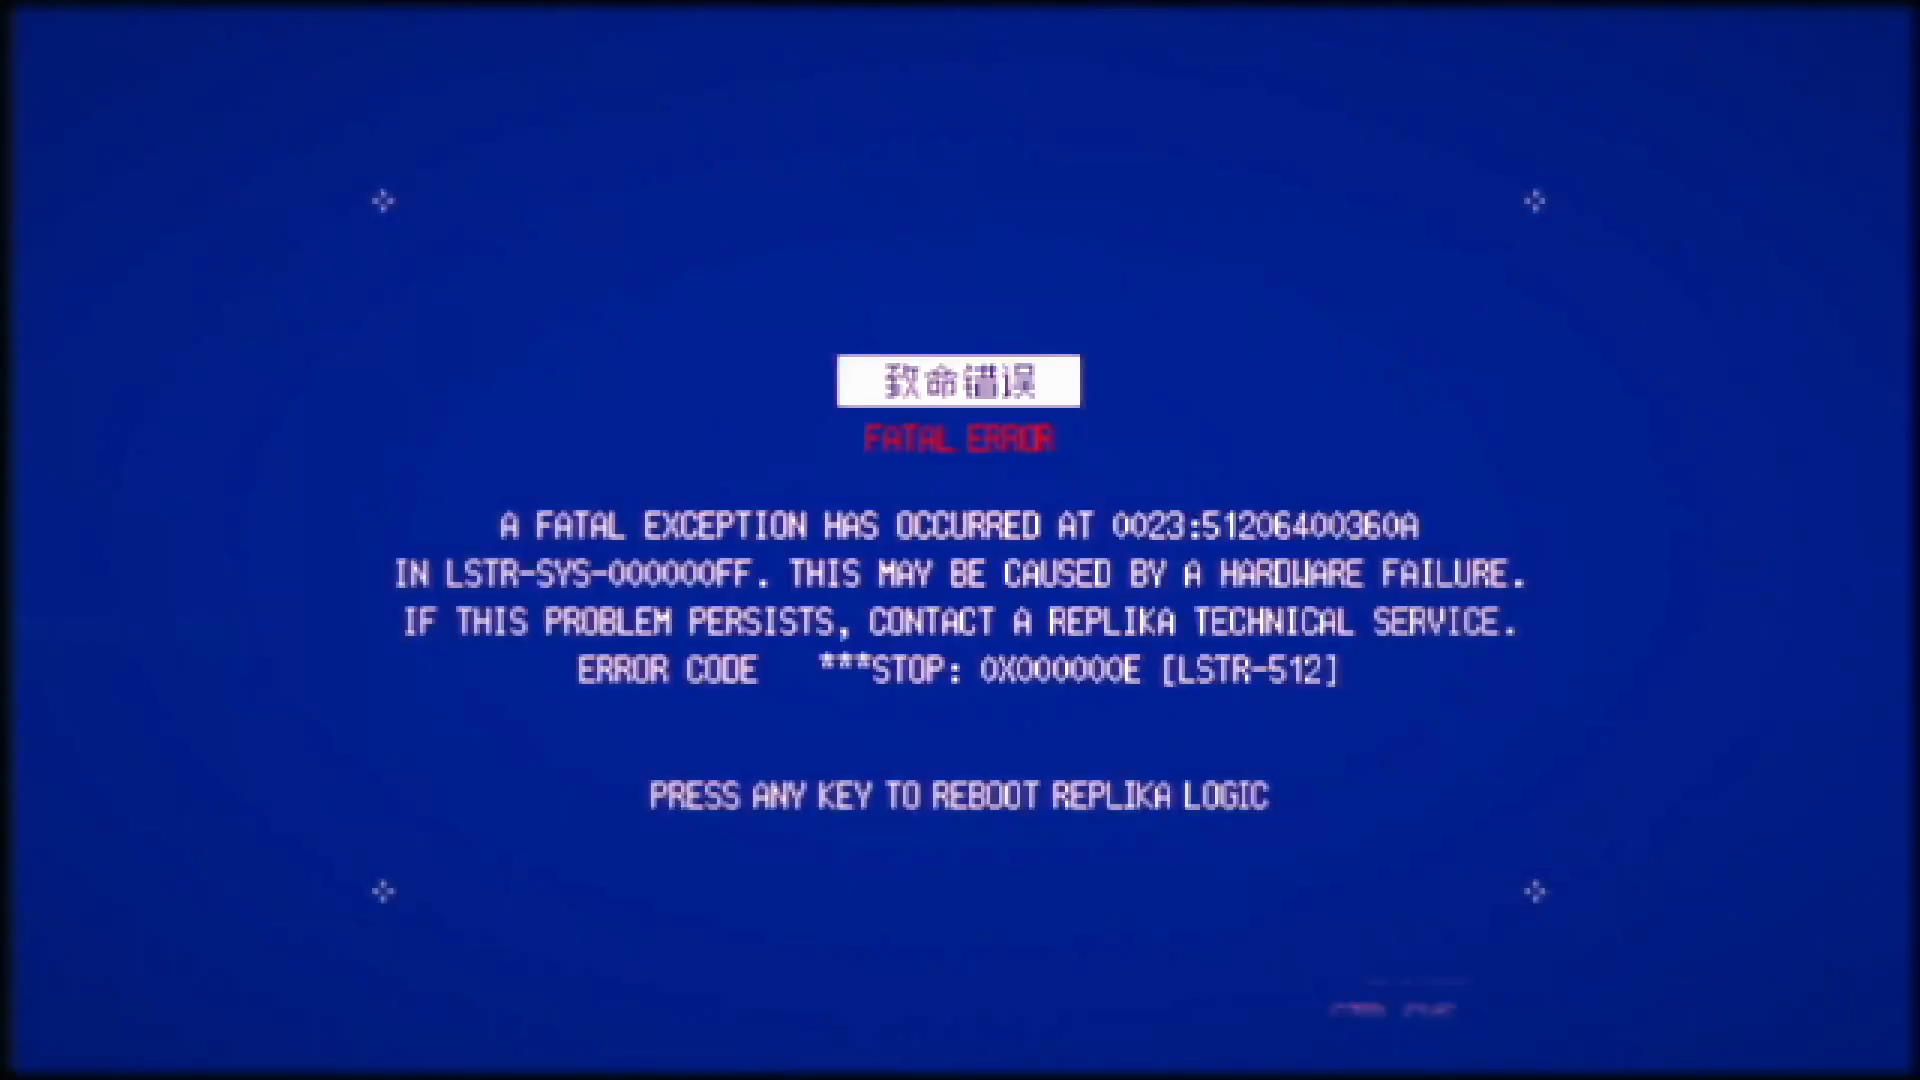 致命错误
FATAL ERROR
A FATAL EXCEPTION HAS OCCURRED AT 0023:51206400360A
IN LSTR-SYS-000000FF. THIS MAY BE CAUSED BY A HARDWARE FAILURE.
IF THIS PROBLEM PERSISTS, CONTACT A REPLIKA TECHNICAL SERVICE.
ERROR CODE ***STOP: 0X000000E [LSTR-512]
PRESS ANY KEY TO REBOOT REPLIKA LOGIC